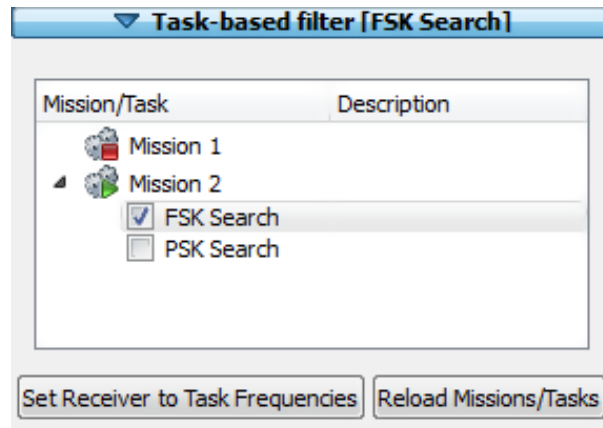 Task-based filter [FSK Search]
Mission/Task Description
Mission 1
Mission 2
FSK Search
PSK Search
Set Receiver to Task Frequencies Reload Missions/Tasks